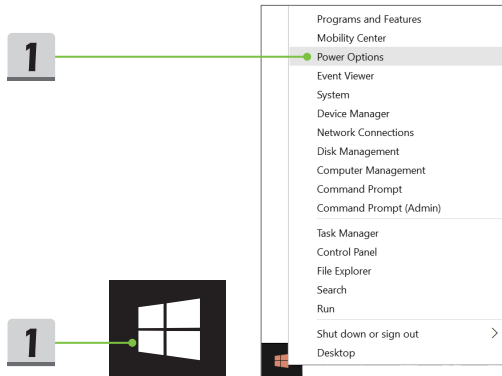 1
Programs and Features
Mobility Center
Power Options
Event Viewer
System
Device Manager
Network Connections
Disk Management
Computer Management
Command Prompt
Command Prompt (Admin)
Task Manager
Control Panel
File Explorer
Search
Run
Shut down or sign out
Desktop
1